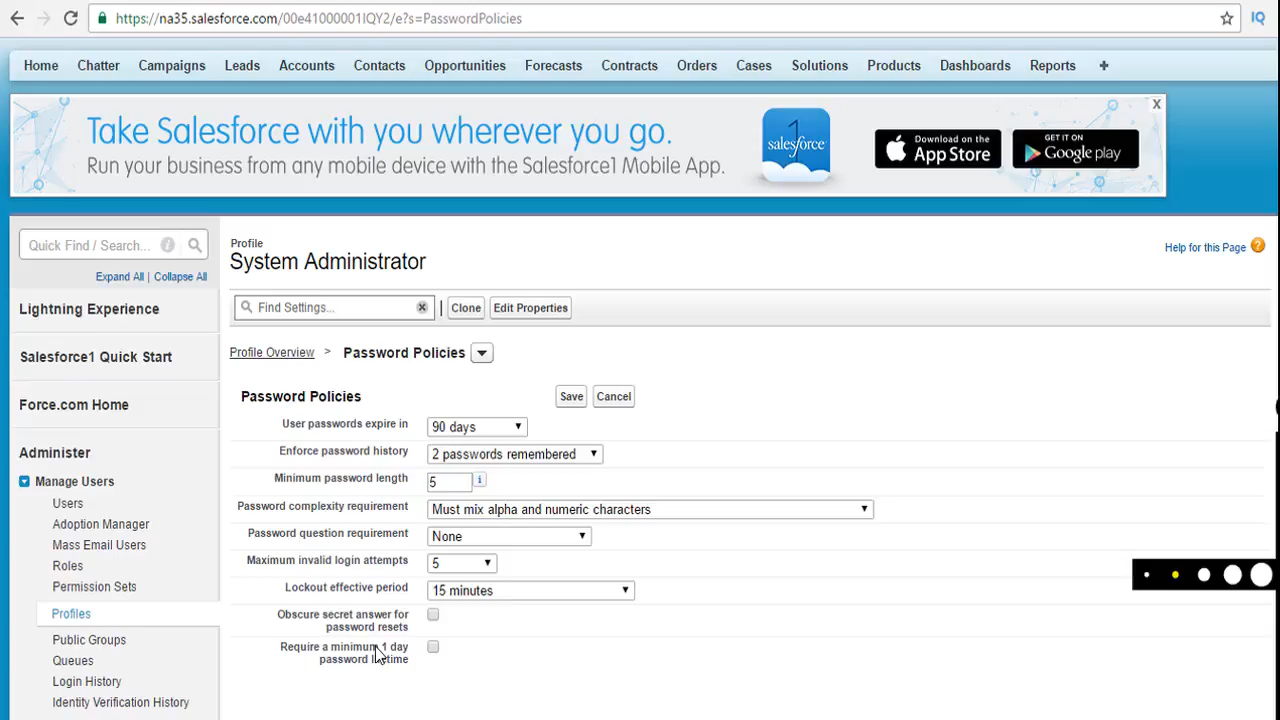 https://na35.salesforce.com/00e41000001IQY2/e?s=PasswordPolicies
IQ
Home Chatter Campaigns Leads Accounts Contacts Opportunities Forecasts Contracts Orders Cases Solutions Products Dashboards Reports +
Take Salesforce with you wherever you go.
Run your business from any mobile device with the Salesforce1 Mobile App.
1
salesforce
Download on the
App Store
GET IT ON
Google play
X
Quick Find / Search...
Expand All | Collapse All
Lightning Experience
Salesforce1 Quick Start
Force.com Home
Administer
Manage Users
Users
Adoption Manager
Mass Email Users
Roles
Permission Sets
Profiles
Public Groups
Queues
Login History
Identity Verification History
Profile
System Administrator
Help for this Page ?
Find Settings... | Clone Edit Properties
Profile Overview > Password Policies
Password Policies Save Cancel
User passwords expire in 90 days
Enforce password history 2 passwords remembered
Minimum password length 5 i
Password complexity requirement Must mix alpha and numeric characters
Password question requirement None
Maximum invalid login attempts 5
Lockout effective period 15 minutes
Obscure secret answer for
password resets
Require a minimum 1 day
password lifetime